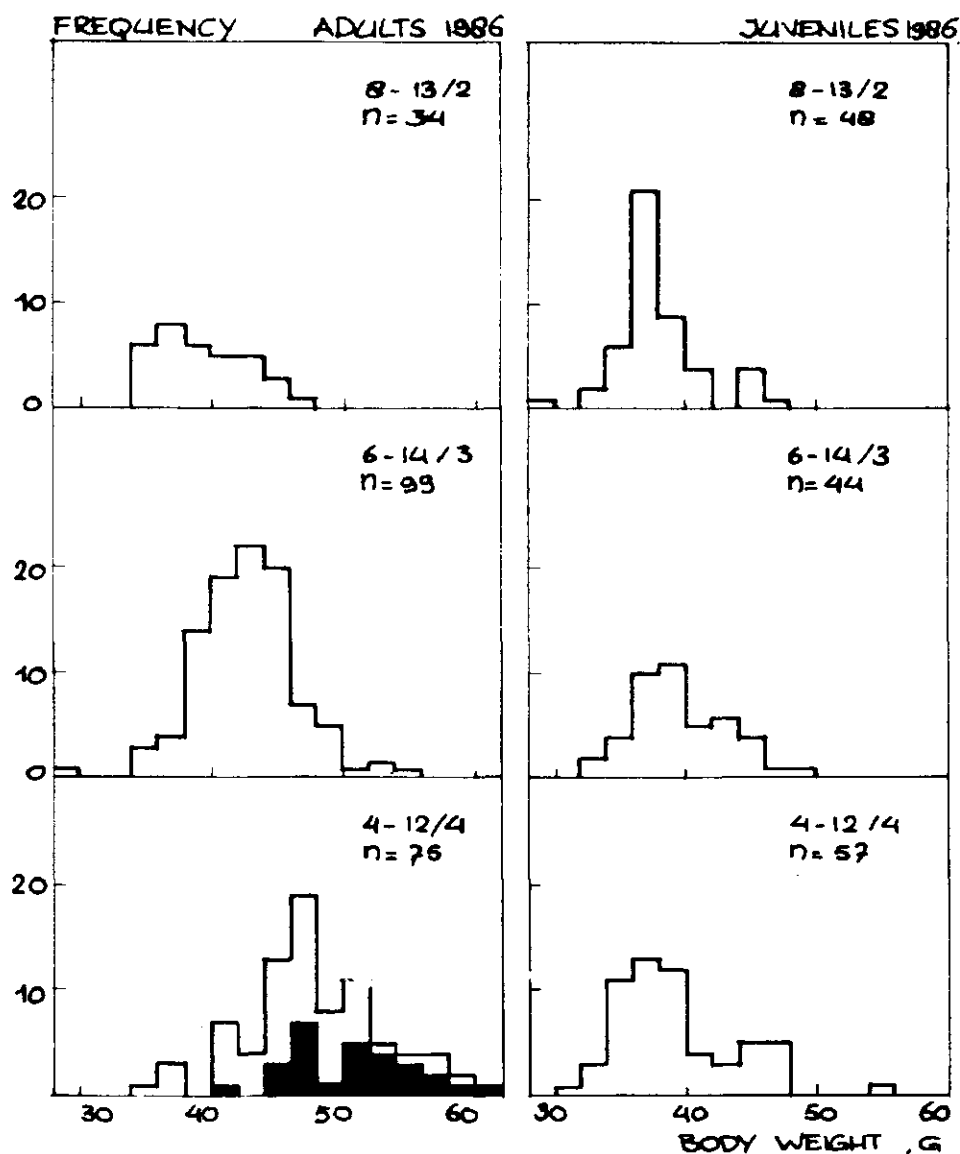 FREQUENCY ADULTS 1986
JUVENILES 1986
8-13/2
n=34
8-13/2
n=48
20
10
0
6-14/3
n=99
6-14/3
n=44
20
10
0
4-12/4
n=76
4-12/4
n=57
20
10
30 40 50 60
30 40 50 60
BODY WEIGHT, G